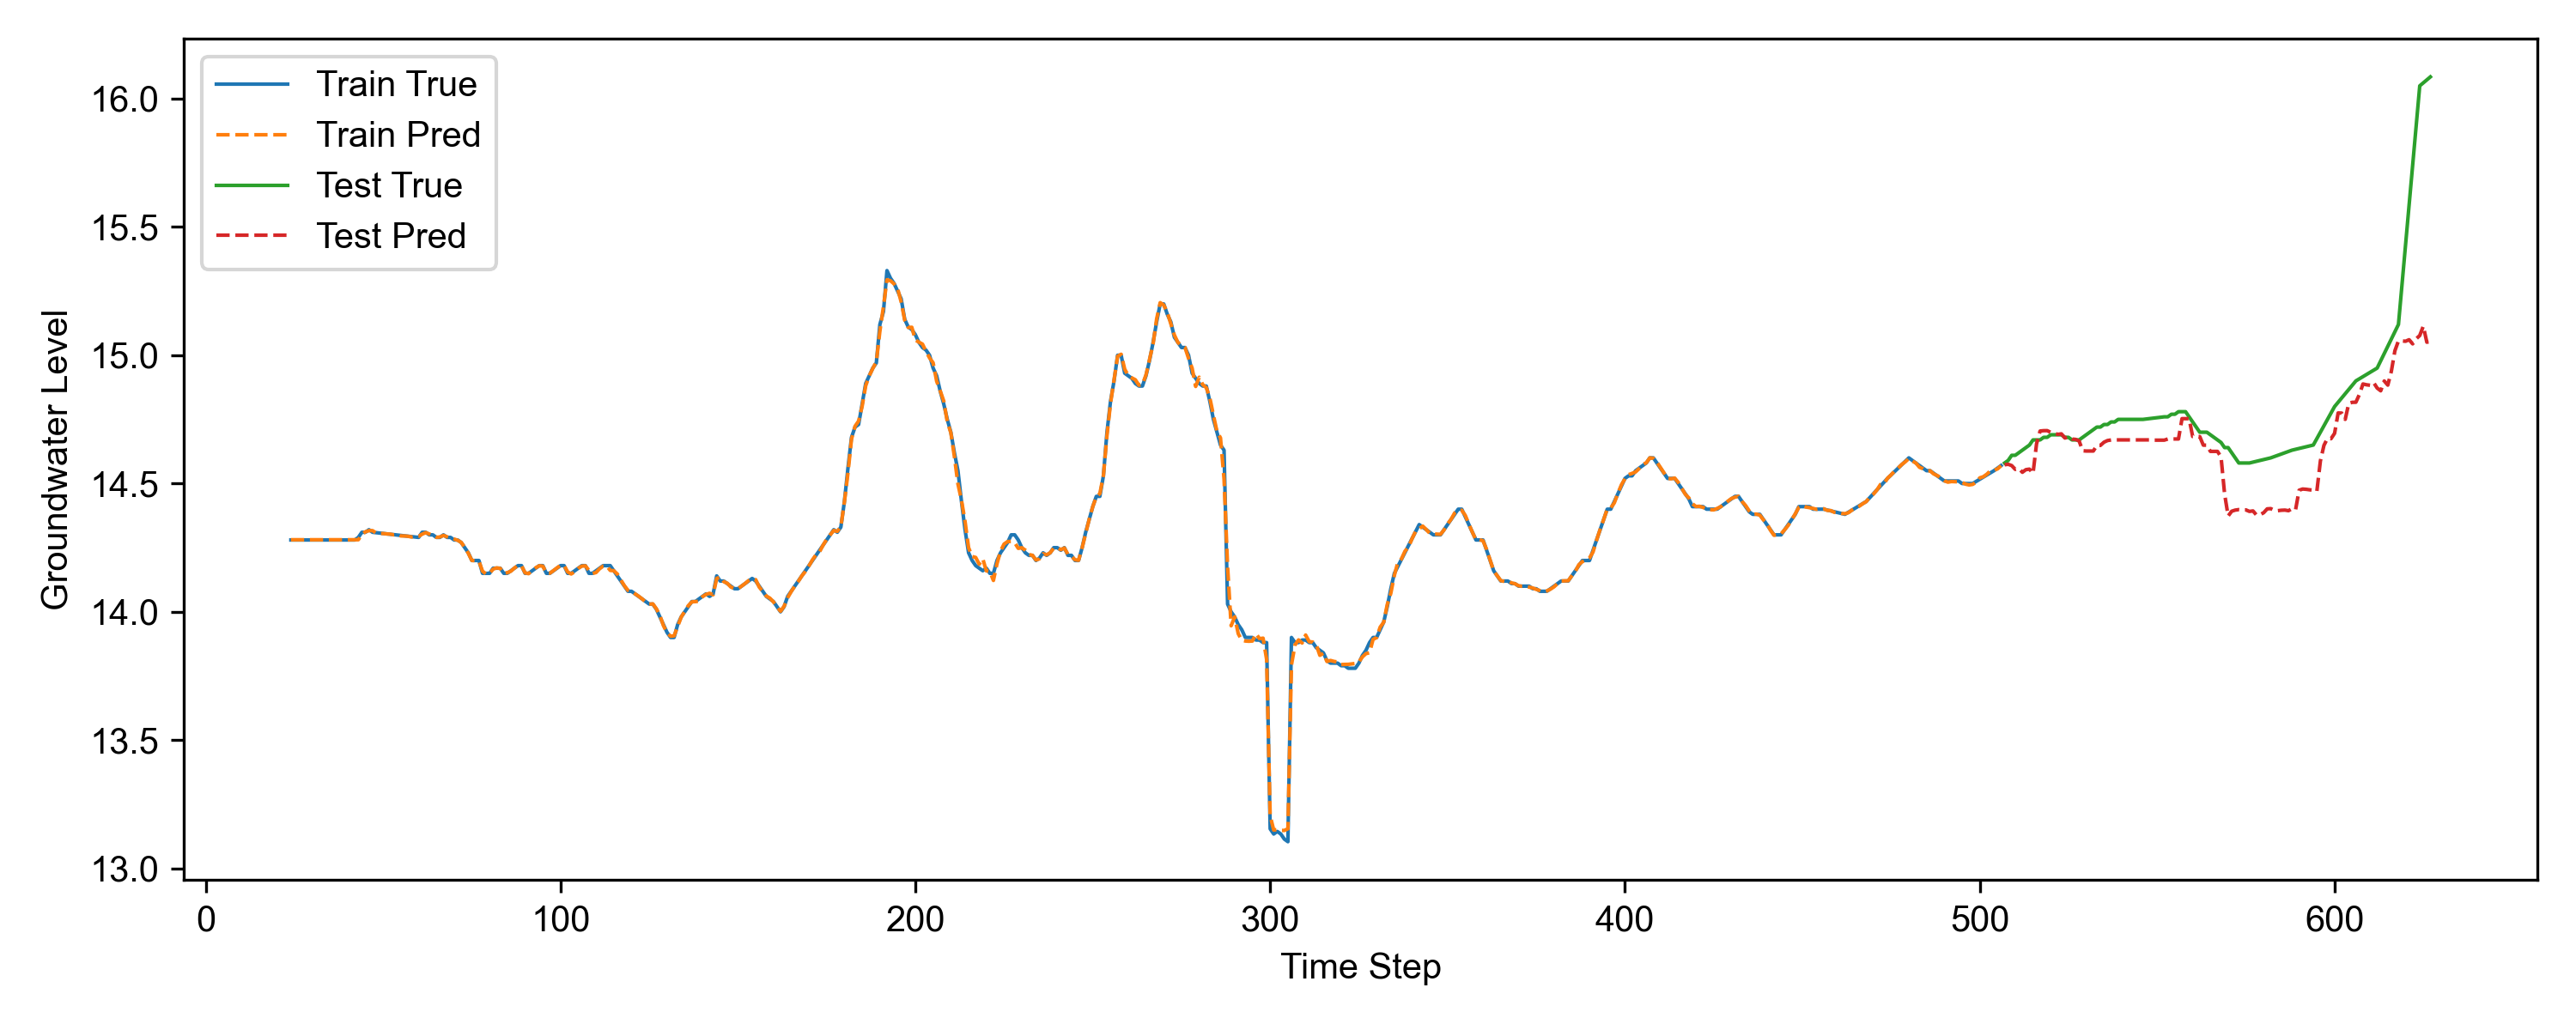 Train True
Train Pred
Test True
Test Pred
16.0
15.5
15.0
14.5
14.0
13.5
13.0
Groundwater Level
0 100 200 300 400 500 600
Time Step